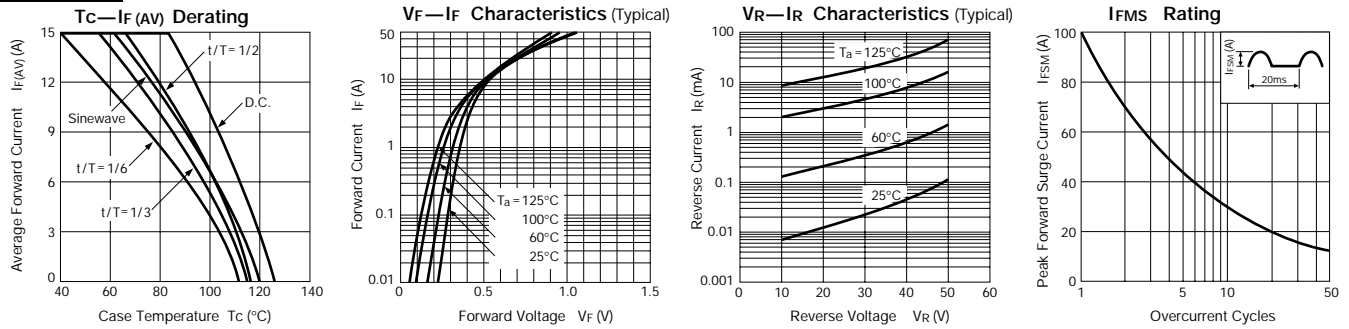 Tc—IF(AV) Derating
Average Forward Current IF(AV) (A)
15
12
9
6
3
0
t/T=1/2
D.C.
Sinewave
t/T=1/6
t/T=1/3
40 60 80 100 120 140
Case Temperature Tc (°C)
VF—IF Characteristics (Typical)
Forward Current IF (A)
50
10
1
0.1
0.01
Ta=125°C
100°C
60°C
25°C
0 0.5 1.0 1.5
Forward Voltage VF (V)
VR—IR Characteristics (Typical)
Reverse Current IR (mA)
100
10
1
0.1
0.01
0.001
Ta=125°C
100°C
60°C
25°C
0 10 20 30 40 50 60
Reverse Voltage VR (V)
IFMS Rating
Peak Forward Surge Current IFSM (A)
100
80
60
40
20
0
IFSM (A)
20ms
1 5 10 50
Overcurrent Cycles